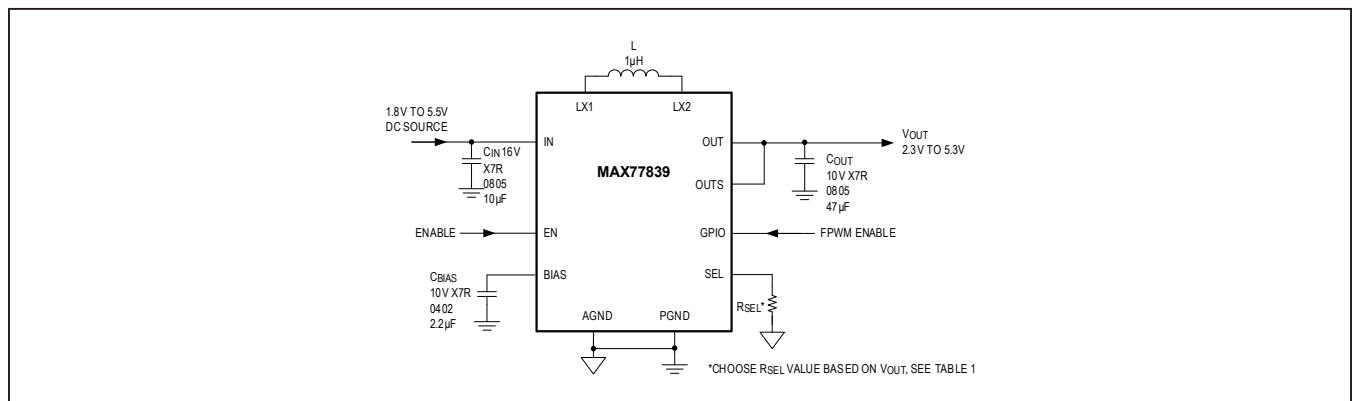 L
1µH
LX1
LX2
1.8V TO 5.5V
DC SOURCE
IN
CIN 16V
X7R
0805
10µF
MAX77839
OUT
OUTS
VOUT
2.3V TO 5.3V
COUT
10V X7R
0805
47µF
ENABLE
EN
GPIO
FPWM ENABLE
BIAS
CBIAS
10V X7R
0402
2.2µF
SEL
RSEL*
AGND
PGND
*CHOOSE RSEL VALUE BASED ON VOUT, SEE TABLE 1